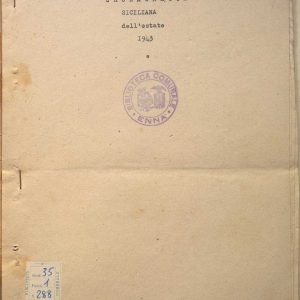 SICILIANA
dell'estate
1943
BIBLIOTECA COMUNALE
ENNA
35
1
288